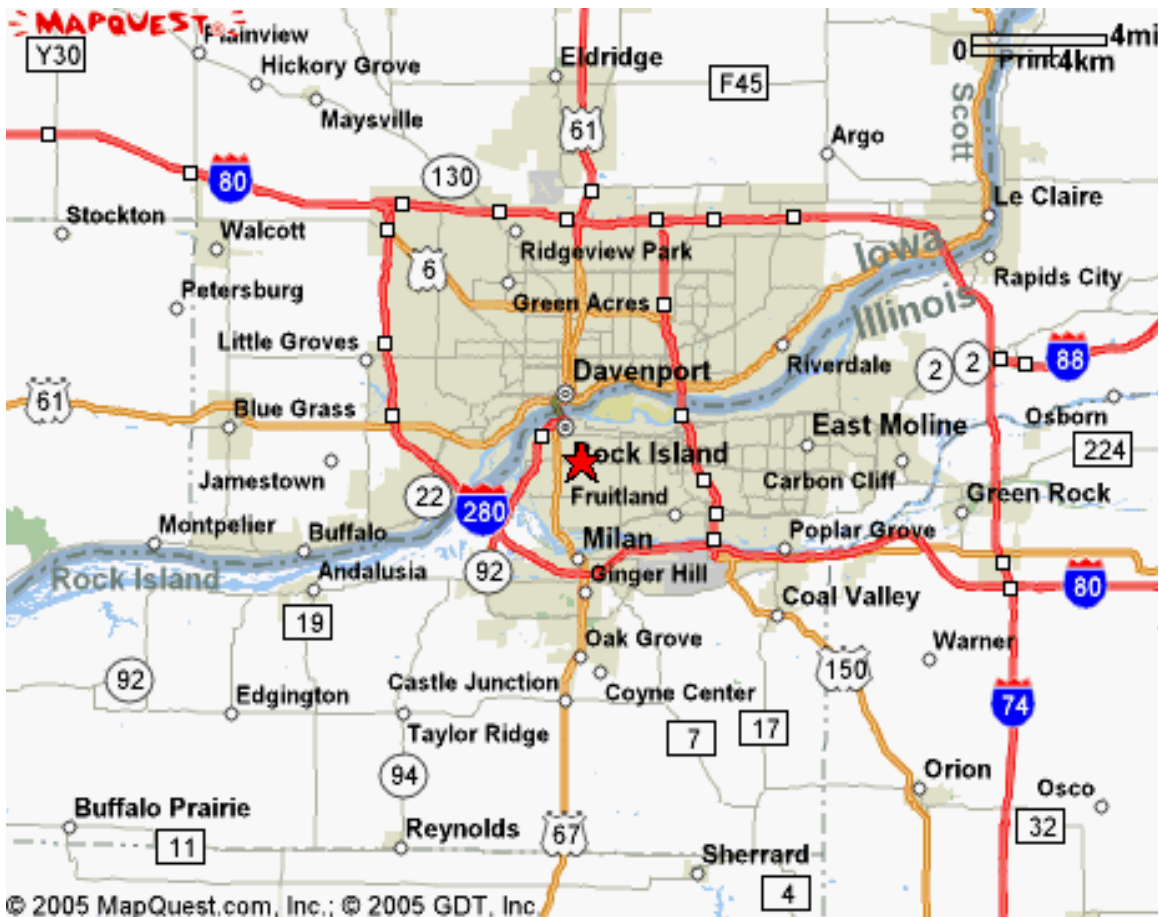 MAPQUEST
Plainview
Y30
Hickory Grove
Maysville
Eldridge
F45
0
4mi
Print
4km
Scott
61
Argo
130
80
Stockton
Walcott
Ridgeview Park
Le Claire
Iowa
6
Rapids City
Petersburg
Green Acres
Illinois
Little Groves
Riverdale
2
2
88
Davenport
61
Blue Grass
Osborn
East Moline
Rock Island
224
Jamestown
22
Carbon Cliff
280
Fruitland
Green Rock
Montpelier
Buffalo
Milan
Poplar Grove
Rock Island
Andalusia
92
Ginger Hill
80
19
Coal Valley
Oak Grove
Warner
92
150
Edgington
Castle Junction
Coyne Center
74
Taylor Ridge
7
17
94
Orion
Osco
Buffalo Prairie
11
Reynolds
67
32
Sherrard
4
© 2005 MapQuest.com, Inc.; © 2005 GDT, Inc.